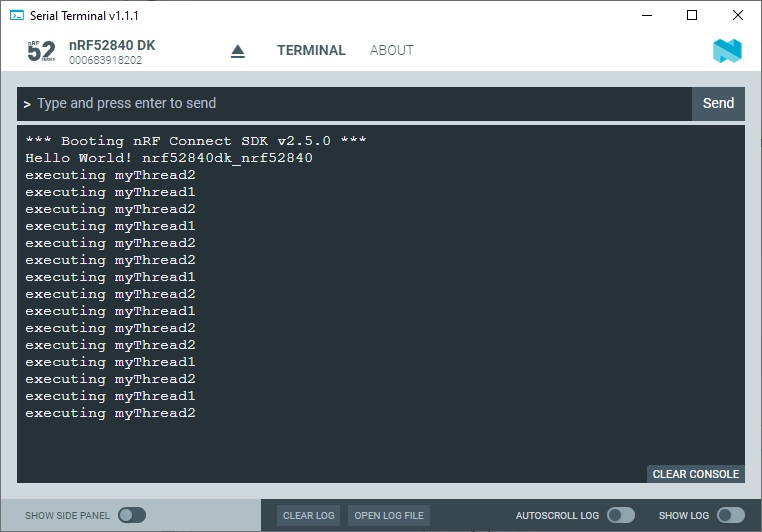 Serial Terminal v1.1.1
nRF
52
SERIES
nRF52840 DK
000683918202
TERMINAL
ABOUT
> Type and press enter to send
Send
*** Booting nRF Connect SDK v2.5.0 ***
Hello World! nrf52840dk_nrf52840
executing myThread2
executing myThread1
executing myThread2
executing myThread1
executing myThread2
executing myThread2
executing myThread1
executing myThread2
executing myThread1
executing myThread2
executing myThread2
executing myThread1
executing myThread2
executing myThread1
executing myThread2
CLEAR CONSOLE
SHOW SIDE PANEL
CLEAR LOG
OPEN LOG FILE
AUTOSCROLL LOG
SHOW LOG